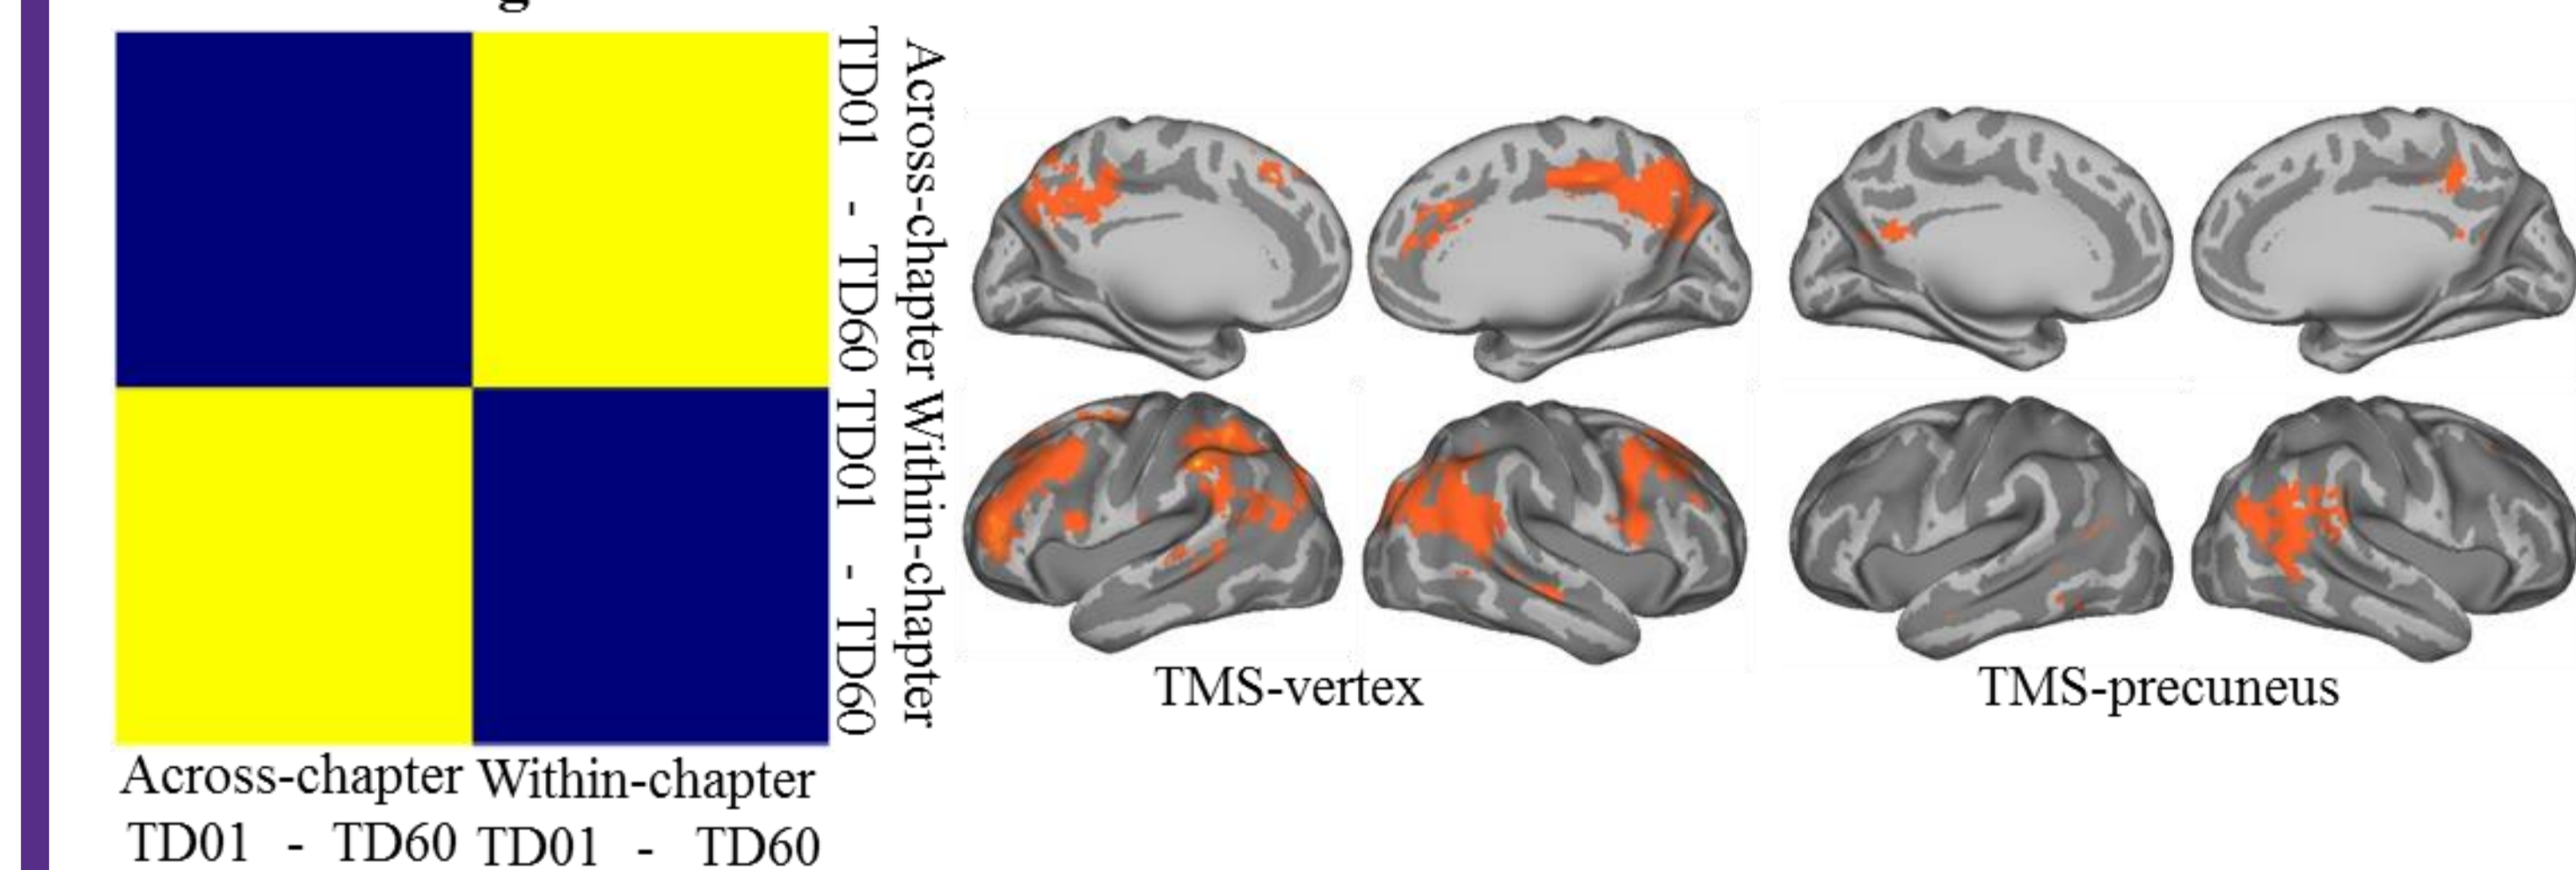 TD01 - TD60 TD01 - TD60
Across-chapter Within-chapter
TMS-vertex
TMS-precuneus
Across-chapter Within-chapter
TD01 - TD60 TD01 - TD60